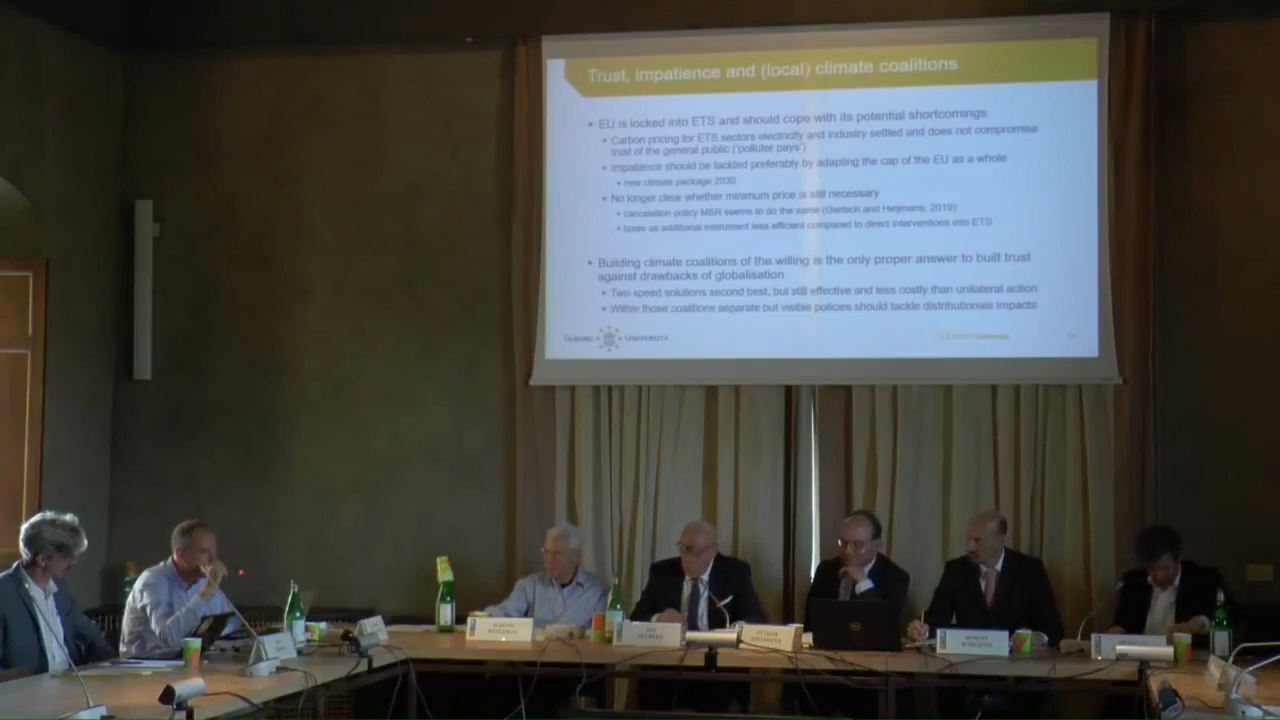 Trust, impatience and (local) climate coalitions
• EU is locked into ETS and should cope with its potential shortcomings
• Carbon pricing for ETS sectors electricity and industry settled and does not compromise
trust of the general public ('polluter pays')
• Impatience should be tackled preferably by adapting the cap of the EU as a whole
• new climate package 2030
• No longer clear whether minimum price is still necessary
• cancelation policy MSR seems to do the same (Gerlach and Heijmans, 2019)
• taxes as additional instrument less efficient compared to direct interventions into ETS
• Building climate coalitions of the willing is the only proper answer to built trust
against drawbacks of globalisation
• Two-speed solutions second best, but still effective and less costly than unilateral action
• Within those coalitions separate but visible policies should tackle distributionals impacts
TILBURG UNIVERSITY
MARTIN